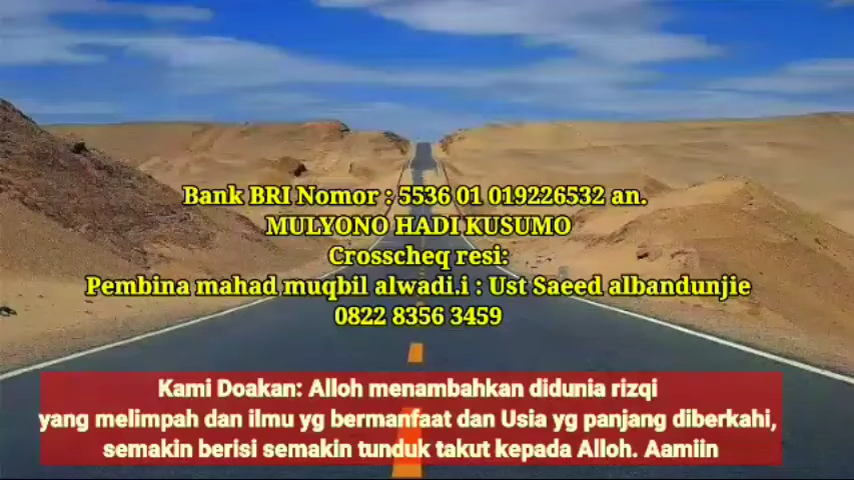 Bank BRI Nomor : 5536 01 019226532 an.
MULYONO HADI KUSUMO
Crosscheq resi:
Pembina mahad muqbil alwadi.i : Ust Saeed albandunjie
0822 8356 3459
Kami Doakan: Alloh menambahkan didunia rizqi
yang melimpah dan ilmu yg bermanfaat dan Usia yg panjang diberkahi,
semakin berisi semakin tunduk takut kepada Alloh. Aamiin